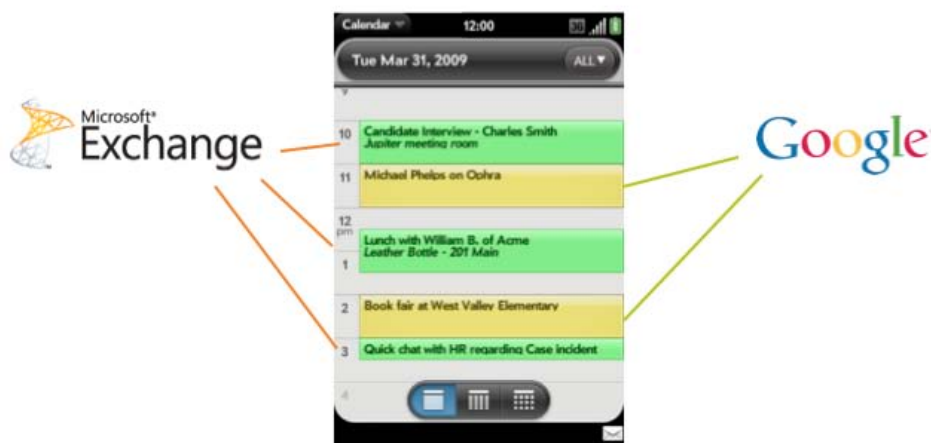 Calendar
12:00
Tue Mar 31, 2009
ALL
9
10
Candidate Interview - Charles Smith
Jupiter meeting room
11
Michael Phelps on Ophra
12
pm
Lunch with William B. of Acme
Leather Bottle - 201 Main
1
2
Book fair at West Valley Elementary
3
Quick chat with HR regarding Case incident
4
Microsoft®
Exchange
Google